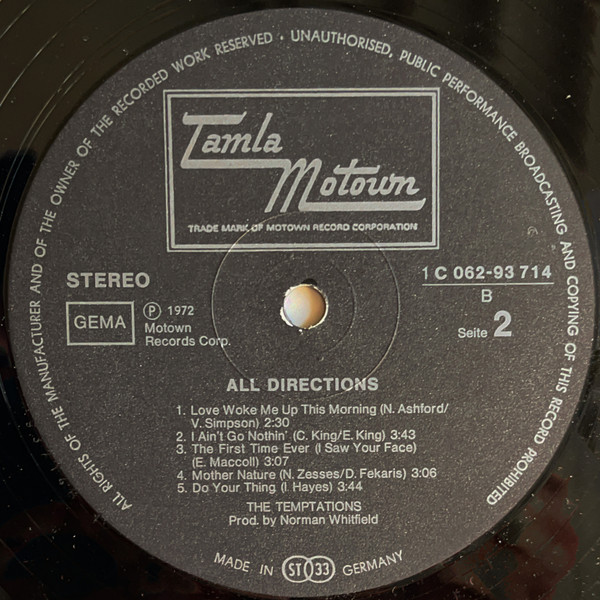 ALL RIGHTS OF THE MANUFACTURER AND OF THE OWNER OF THE RECORDED WORK RESERVED · UNAUTHORISED, PUBLIC PERFORMANCE BROADCASTING AND COPYING OF THIS RECORD PROHIBITED
Tamla
Motown
TRADE MARK OF MOTOWN RECORD CORPORATION
STEREO
1 C 062-93 714
B
GEMA
Ⓟ 1972
Motown
Records Corp.
Seite 2
ALL DIRECTIONS
1. Love Woke Me Up This Morning (N. Ashford/
V. Simpson) 2:30
2. I Ain't Go Nothin' (C. King/E. King) 3:43
3. The First Time Ever (I Saw Your Face)
(E. Maccoll) 3:07
4. Mother Nature (N. Zesses/D. Fekaris) 3:06
5. Do Your Thing (I. Hayes) 3:44
THE TEMPTATIONS
Prod. by Norman Whitfield
MADE IN ST 33 GERMANY